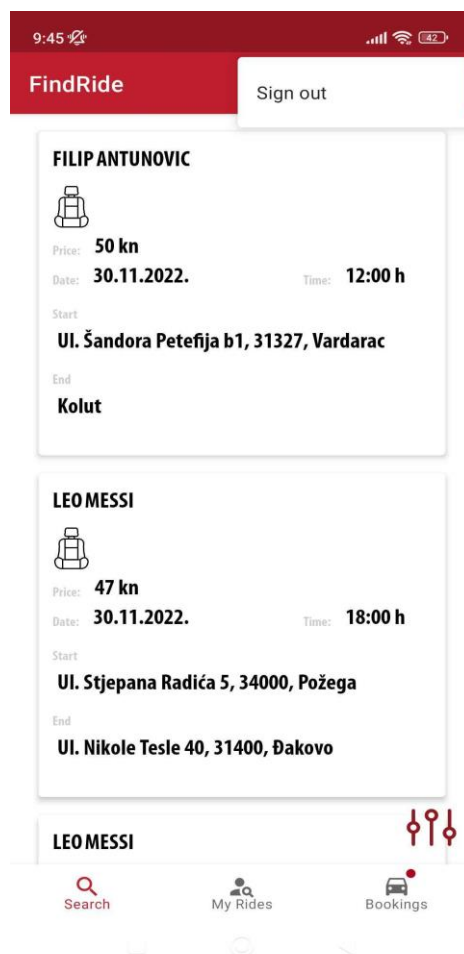 9:45
42
FindRide
Sign out
FILIP ANTUNOVIC
Price: 50 kn
Date: 30.11.2022. Time: 12:00 h
Start
Ul. Šandora Petefija b1, 31327, Vardarac
End
Kolut
LEO MESSI
Price: 47 kn
Date: 30.11.2022. Time: 18:00 h
Start
Ul. Stjepana Radića 5, 34000, Požega
End
Ul. Nikole Tesle 40, 31400, Đakovo
LEO MESSI
Search My Rides Bookings